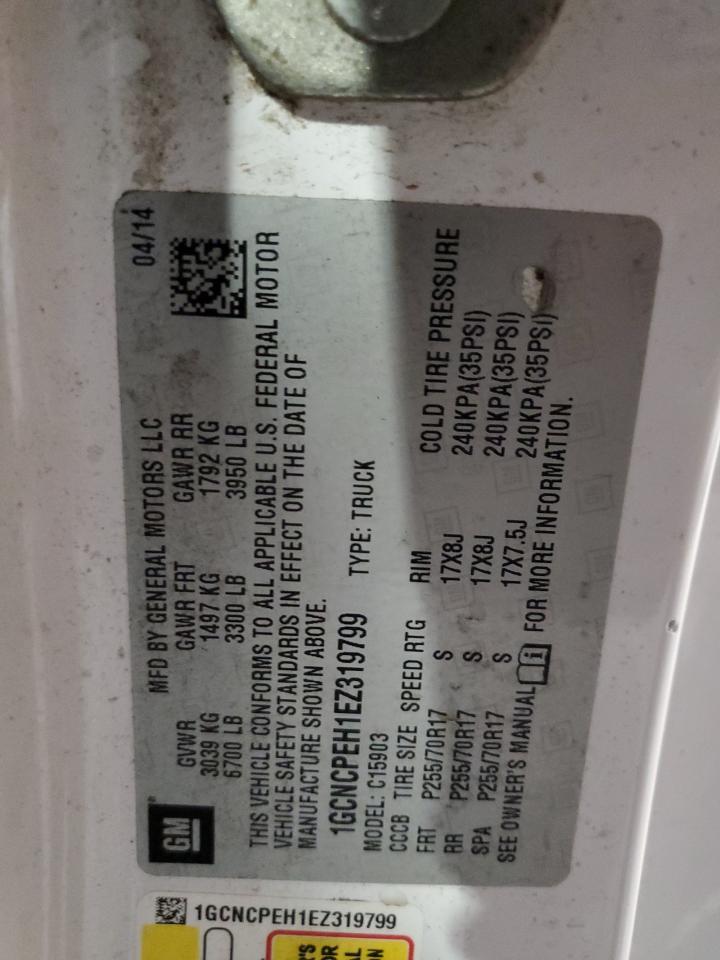 GM
MFD BY GENERAL MOTORS LLC 04/14
GVWR GAWR FRT GAWR RR
3039 KG 1497 KG 1792 KG
6700 LB 3300 LB 3950 LB
THIS VEHICLE CONFORMS TO ALL APPLICABLE U.S. FEDERAL MOTOR
VEHICLE SAFETY STANDARDS IN EFFECT ON THE DATE OF
MANUFACTURE SHOWN ABOVE.
1GCNCPEH1EZ319799 TYPE: TRUCK
MODEL: C15903
CCCB TIRE SIZE SPEED RTG RIM COLD TIRE PRESSURE
FRT P255/70R17 S 17X8J 240KPA(35PSI)
RR P255/70R17 S 17X8J 240KPA(35PSI)
SPA P255/70R17 S 17X7.5J 240KPA(35PSI)
SEE OWNER'S MANUAL FOR MORE INFORMATION.
1GCNCPEH1EZ319799